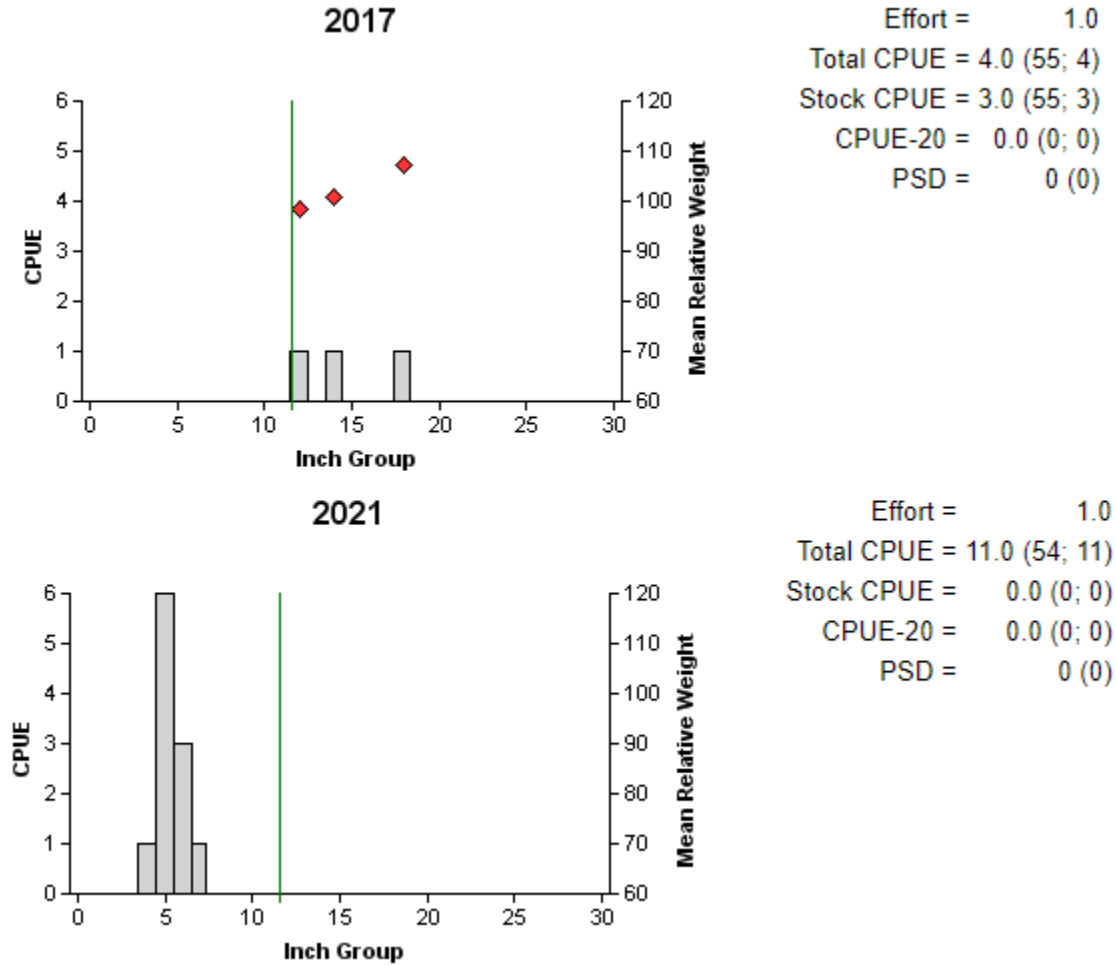 2017
Effort = 1.0
Total CPUE = 4.0 (55; 4)
Stock CPUE = 3.0 (55; 3)
CPUE-20 = 0.0 (0; 0)
PSD = 0 (0)
6
5
4
3
2
1
0
CPUE
120
110
100
90
80
70
60
Mean Relative Weight
0 5 10 15 20 25 30
Inch Group
2021
Effort = 1.0
Total CPUE = 11.0 (54; 11)
Stock CPUE = 0.0 (0; 0)
CPUE-20 = 0.0 (0; 0)
PSD = 0 (0)
6
5
4
3
2
1
0
CPUE
120
110
100
90
80
70
60
Mean Relative Weight
0 5 10 15 20 25 30
Inch Group